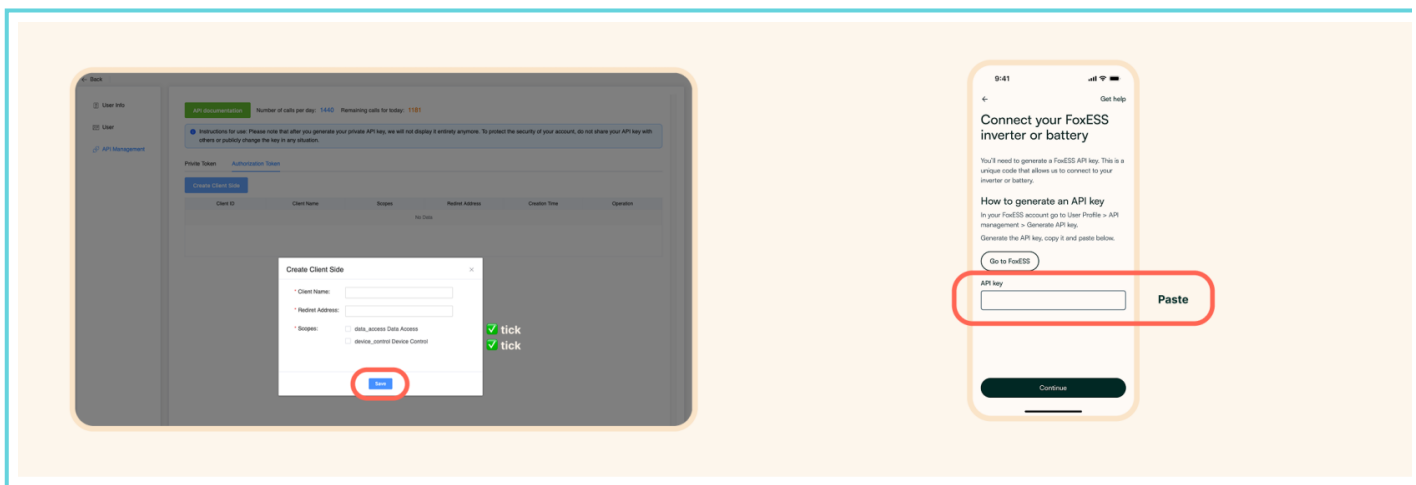 ← Back
User Info
User
API Management
API documentation Number of calls per day: 1440 Remaining calls for today: 1181
Instructions for use: Please note that after you generate your private API key, we will not display it entirely anymore. To protect the security of your account, do not share your API key with
others or publicly change the key in any situation.
Private Token Authorization Token
Create Client Side
Client ID Client Name Scopes Rediret Address Creation Time Operation
No Data
Create Client Side ×
* Client Name:
* Rediret Address:
* Scopes: data_access Data Access
device_control Device Control
✅ tick
✅ tick
Save
9:41
← Get help
Connect your FoxESS
inverter or battery
You'll need to generate a FoxESS API key. This is a
unique code that allows us to connect to your
inverter or battery.
How to generate an API key
In your FoxESS account go to User Profile > API
management > Generate API key.
Generate the API key, copy it and paste below.
Go to FoxESS
API key
Paste
Continue